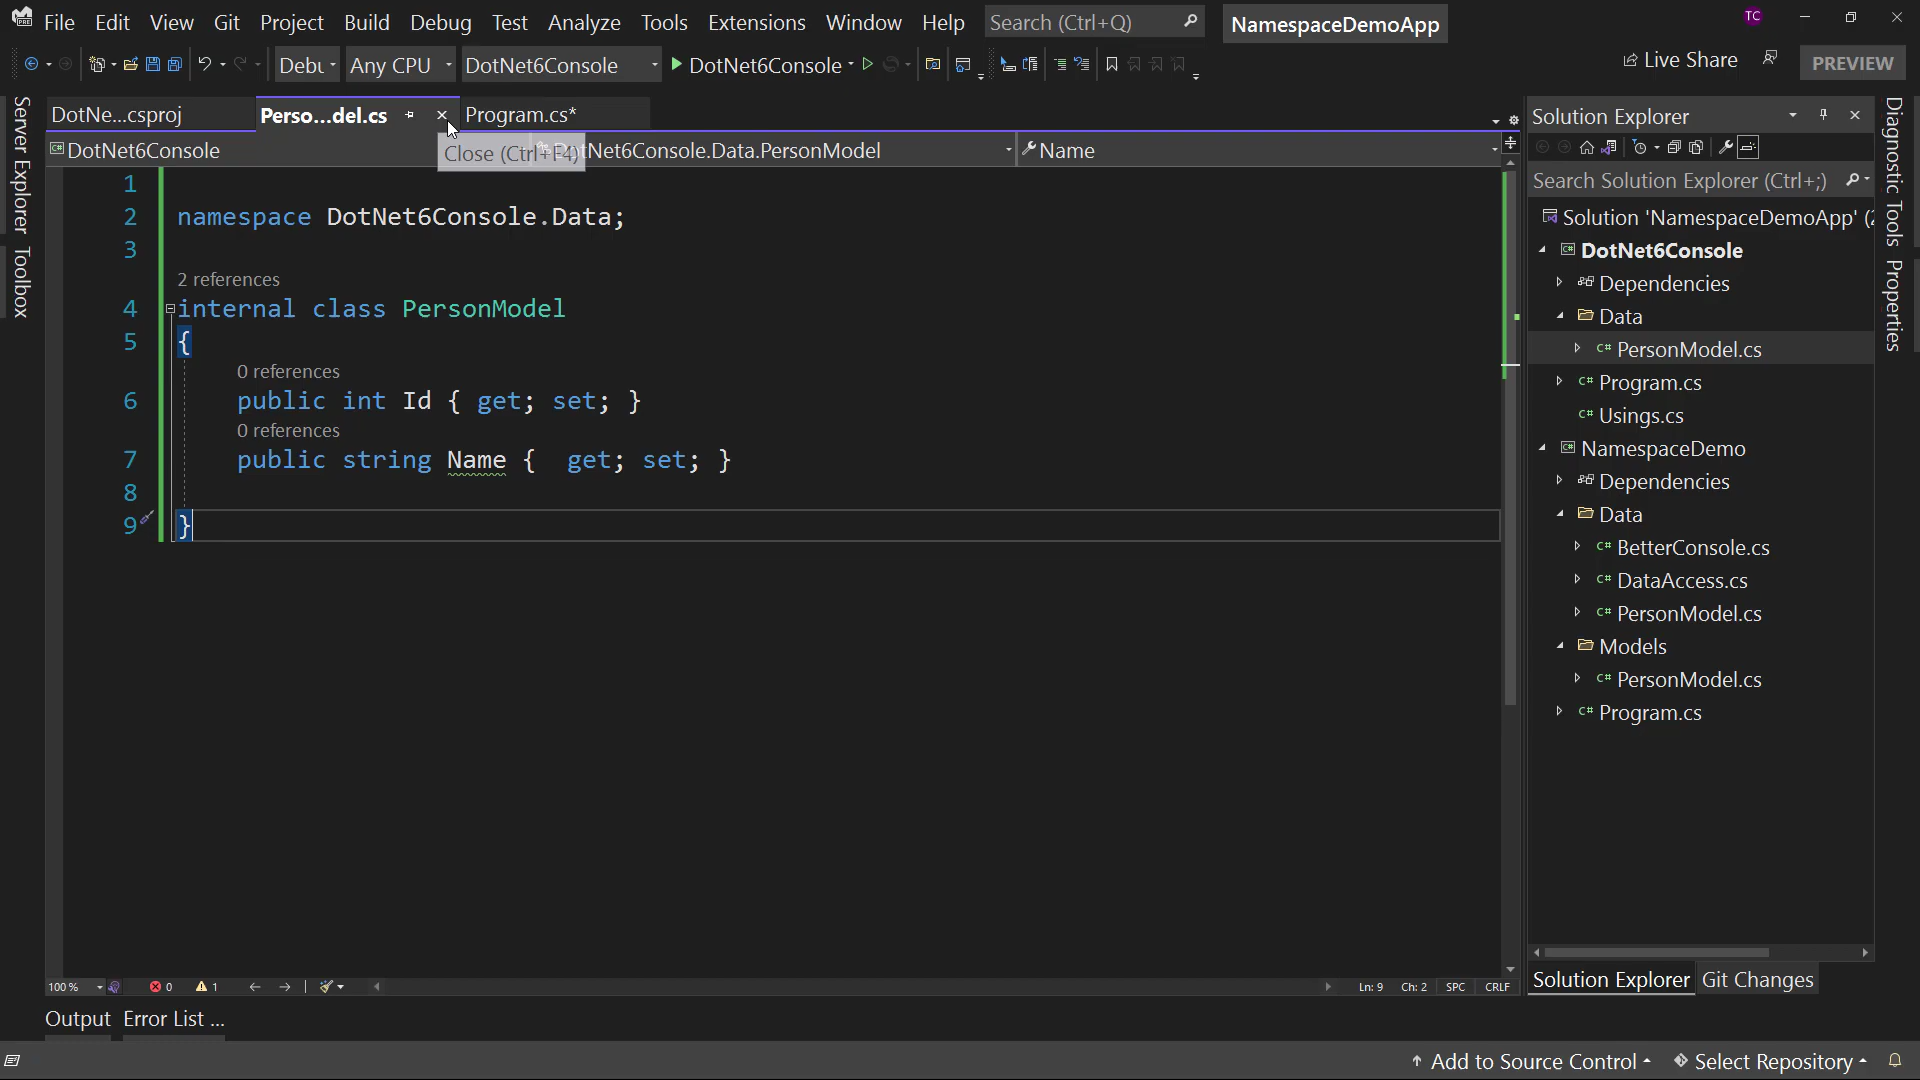 File Edit View Git Project Build Debug Test Analyze Tools Extensions Window Help Search (Ctrl+Q) NamespaceDemoApp TC
Debu Any CPU DotNet6Console DotNet6Console Live Share PREVIEW
DotNe...csproj Perso...del.cs Program.cs*
DotNet6Console Close (Ctrl+F4) tNet6Console.Data.PersonModel Name
1
2 namespace DotNet6Console.Data;
3
2 references
4 internal class PersonModel
5 {
0 references
6 public int Id { get; set; }
0 references
7 public string Name { get; set; }
8
9 }
100 % 0 1 Ln: 9 Ch: 2 SPC CRLF
Output Error List ...
Server Explorer
Toolbox
Solution Explorer
Search Solution Explorer (Ctrl+;)
Solution 'NamespaceDemoApp' (2
DotNet6Console
Dependencies
Data
C# PersonModel.cs
C# Program.cs
C# Usings.cs
NamespaceDemo
Dependencies
Data
C# BetterConsole.cs
C# DataAccess.cs
C# PersonModel.cs
Models
C# PersonModel.cs
C# Program.cs
Solution Explorer Git Changes
Diagnostic Tools
Properties
Add to Source Control Select Repository